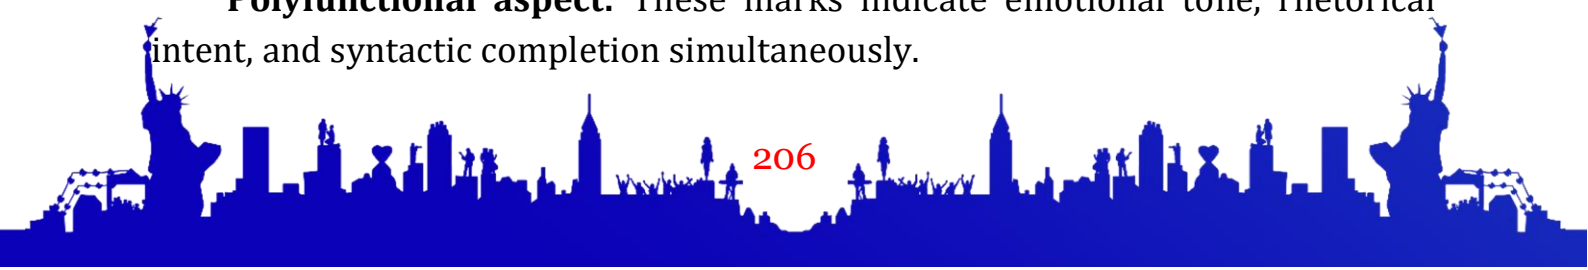 Polyfunctional aspect. These marks indicate emotional tone, rhetorical
intent, and syntactic completion simultaneously.
206